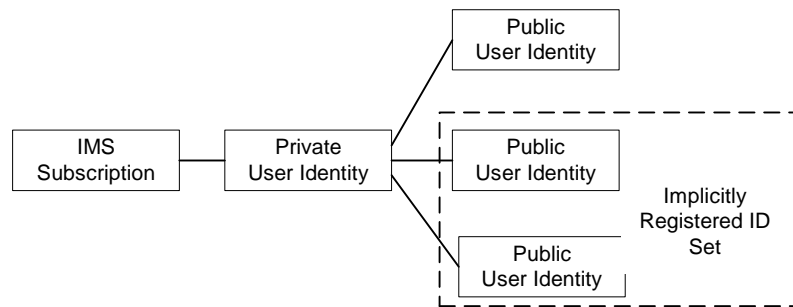 Public
User Identity
IMS
Subscription
Private
User Identity
Public
User Identity
Implicitly
Registered ID
Set
Public
User Identity